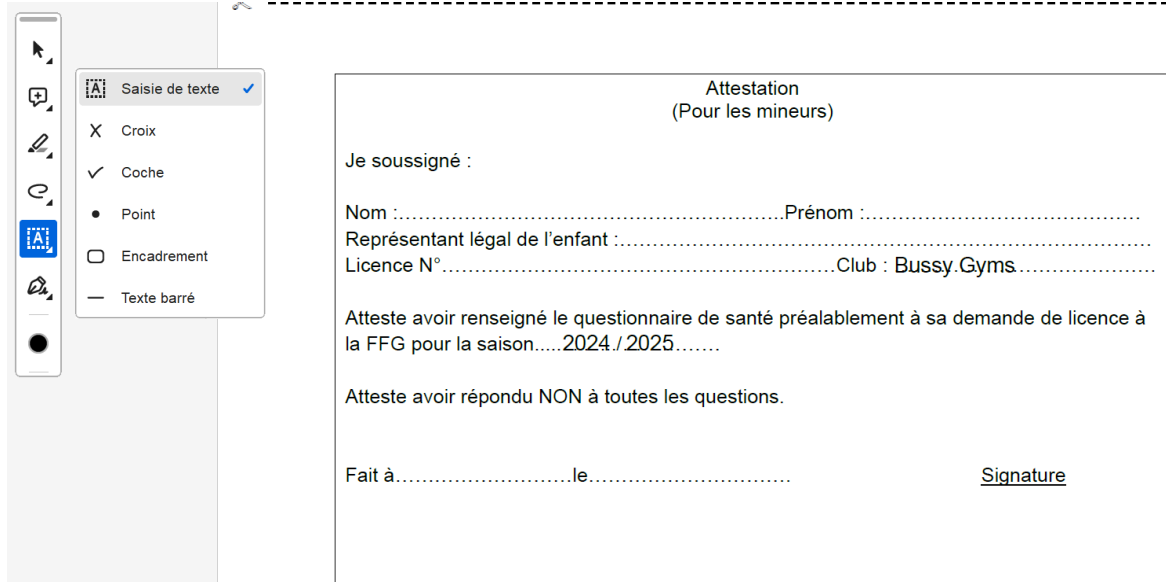 Saisie de texte
Croix
Coche
Point
Encadrement
Texte barré
Attestation
(Pour les mineurs)
Je soussigné :
Nom :..............................................................Prénom :............................................
Représentant légal de l'enfant :.....................................................................................
Licence N°...............................................................Club : Bussy Gyms.......................
Atteste avoir renseigné le questionnaire de santé préalablement à sa demande de licence à
la FFG pour la saison.....2024 / 2025.......
Atteste avoir répondu NON à toutes les questions.
Fait à............................le................................ Signature